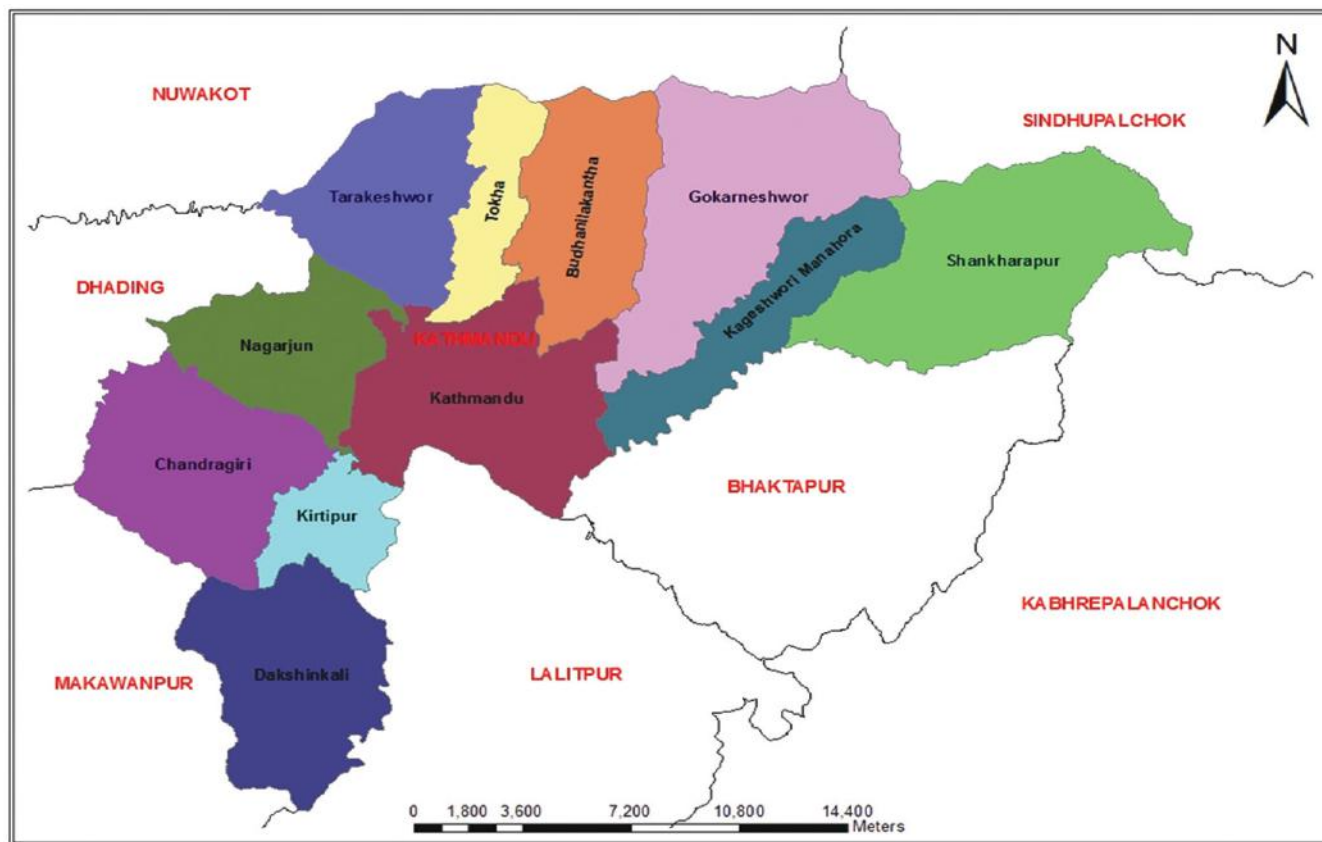 N
NUWAKOT
SINDHUPALCHOK
Tarakeshwor
Tokha
Budhanilakantha
Gokarneshwor
Kageshwori Manahora
Shankharapur
DHADING
Nagarjun
KATHMANDU
Kathmandu
Chandragiri
Kirtipur
BHAKTAPUR
KABHREPALANCHOK
Dakshinkali
MAKAWANPUR
LALITPUR
0 1,800 3,600 7,200 10,800 14,400
Meters